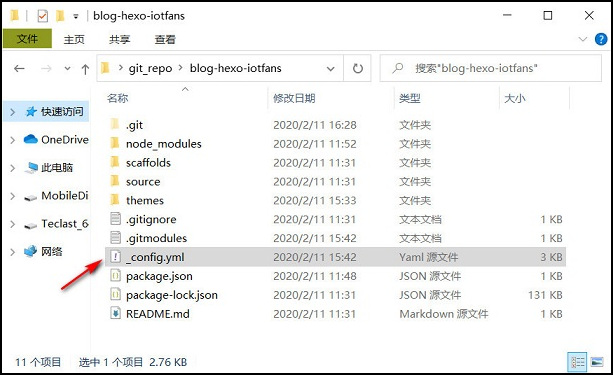 blog-hexo-iotfans
文件 主页 共享 查看
git_repo blog-hexo-iotfans 搜索"blog-hexo-iotfans"
名称 修改日期 类型 大小
快速访问
OneDrive
此电脑
MobileDi
Teclast_6
网络
.git 2020/2/11 16:28 文件夹
node_modules 2020/2/11 11:52 文件夹
scaffolds 2020/2/11 11:31 文件夹
source 2020/2/11 11:31 文件夹
themes 2020/2/11 15:33 文件夹
.gitignore 2020/2/11 11:31 文本文档 1 KB
.gitmodules 2020/2/11 15:42 文本文档 1 KB
_config.yml 2020/2/11 15:42 Yaml 源文件 3 KB
package.json 2020/2/11 11:48 JSON 源文件 1 KB
package-lock.json 2020/2/11 11:31 JSON 源文件 131 KB
README.md 2020/2/11 11:31 Markdown 源文件 1 KB
11 个项目 选中 1 个项目 2.76 KB